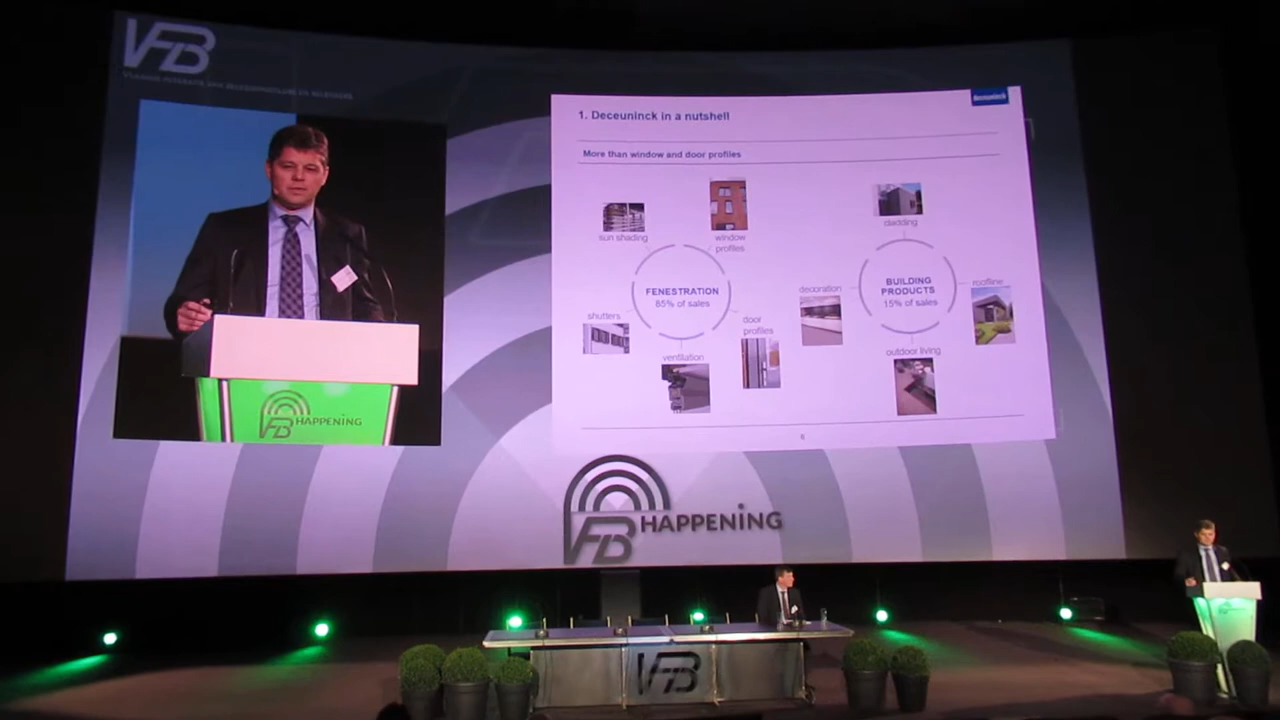 VFB
HAPPENING
VFB
deceuninck
1. Deceuninck in a nutshell
More than window and door profiles
sun shading
window
profiles
FENESTRATION
85% of sales
shutters
door
profiles
ventilation
cladding
decoration
BUILDING
PRODUCTS
15% of sales
roofline
outdoor living
6
VFB HAPPENING
VFB